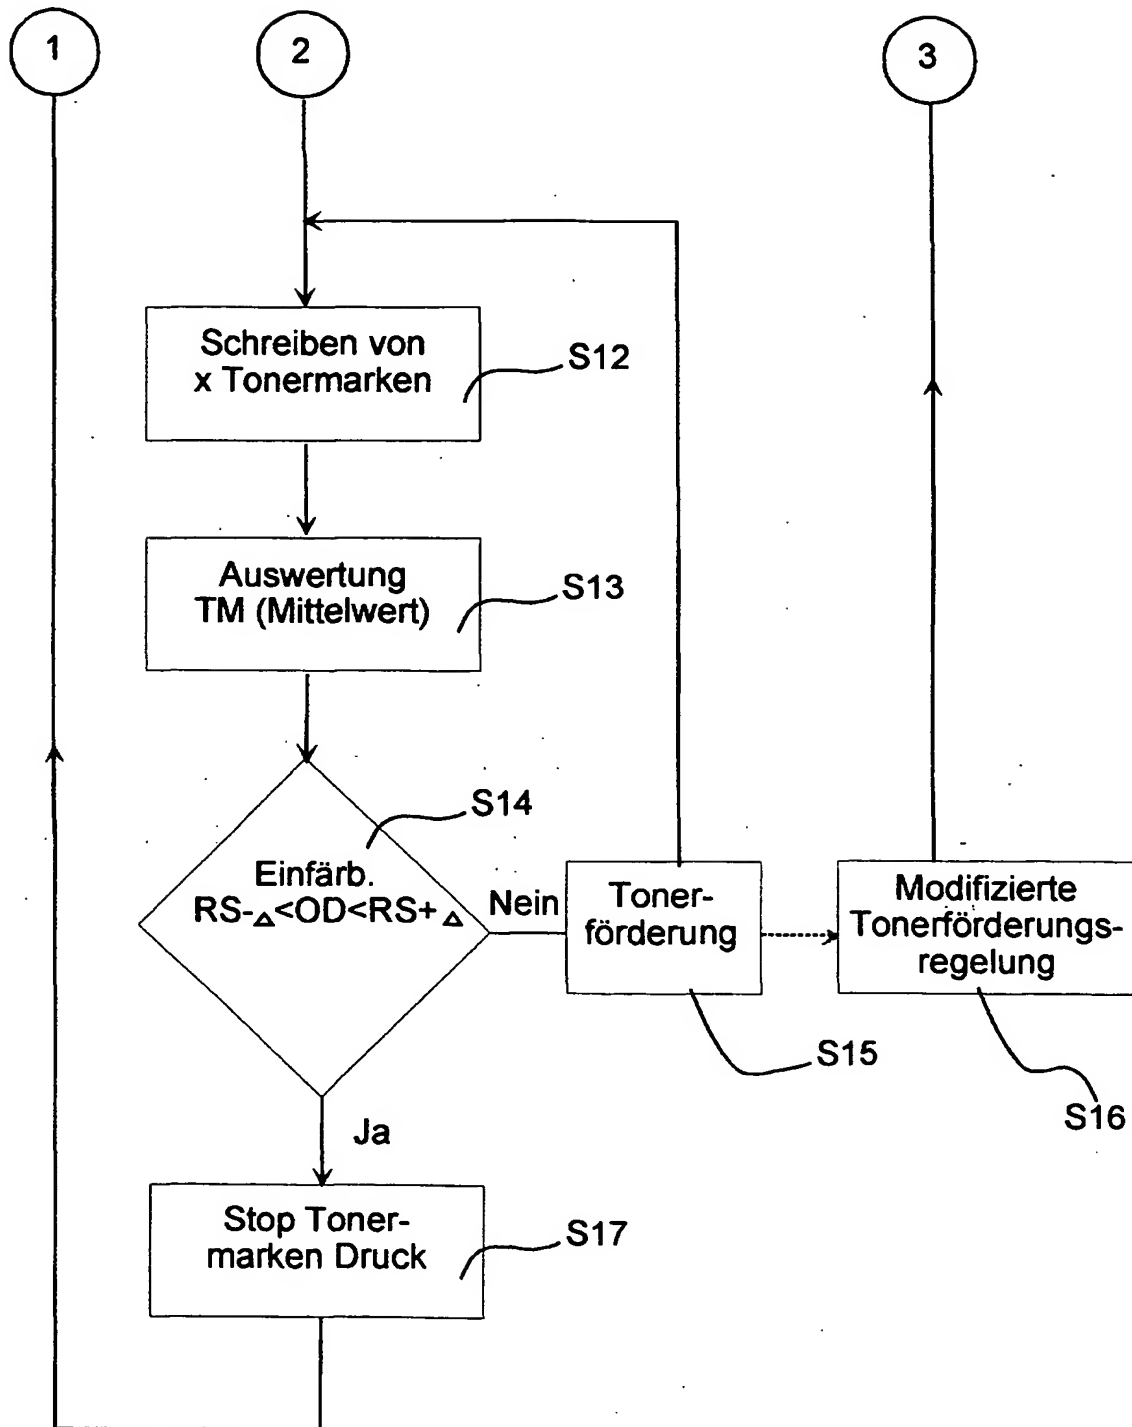 1
2
3
Schreiben von
x Tonermarken
S12
Auswertung
TM (Mittelwert)
S13
S14
Einfärb.
RS-△<OD<RS+△
Nein
Toner-
förderung
S15
Modifizierte
Tonerförderungs-
regelung
S16
Ja
Stop Toner-
marken Druck
S17